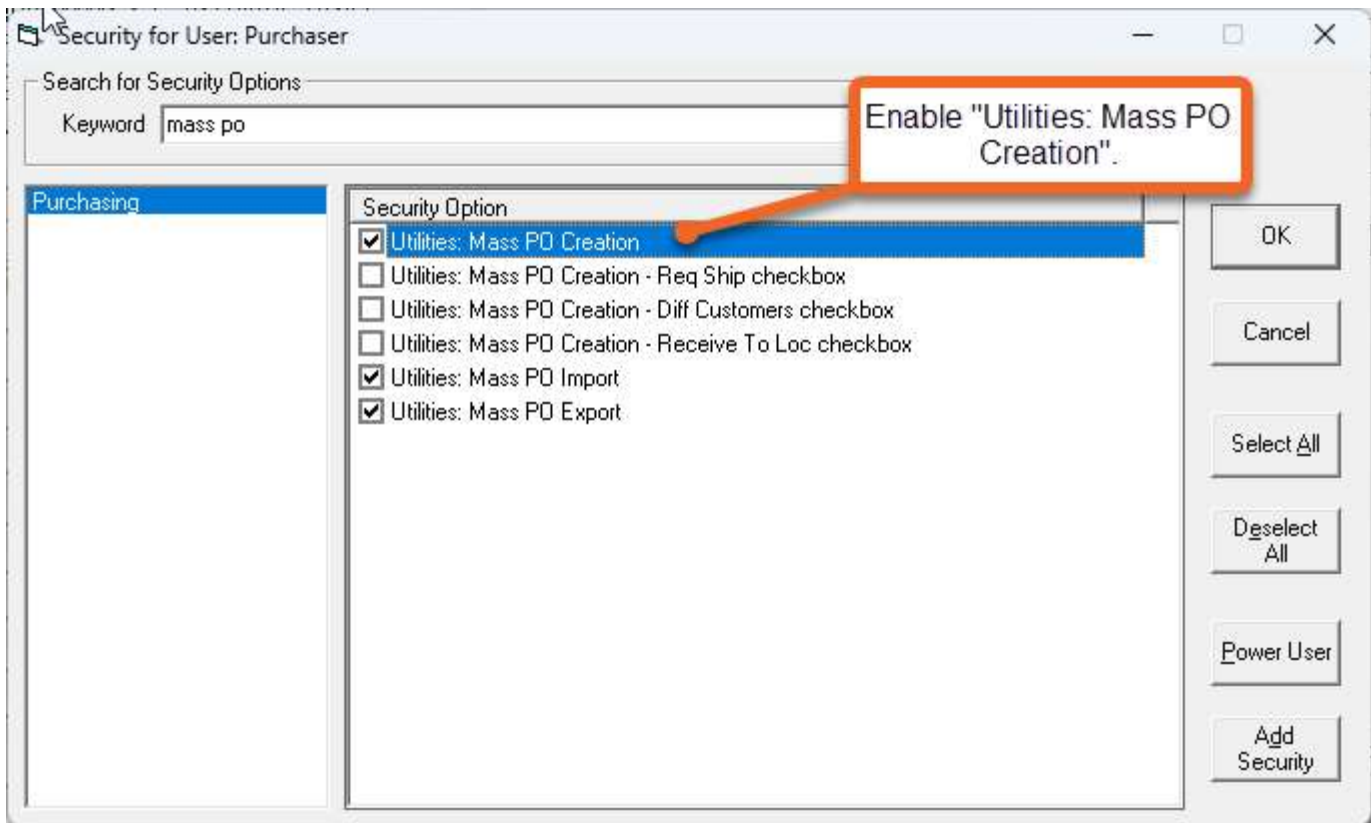 Security for User: Purchaser
Search for Security Options
Keyword mass po
Enable "Utilities: Mass PO
Creation".
Purchasing
Security Option
Utilities: Mass PO Creation
Utilities: Mass PO Creation - Req Ship checkbox
Utilities: Mass PO Creation - Diff Customers checkbox
Utilities: Mass PO Creation - Receive To Loc checkbox
Utilities: Mass PO Import
Utilities: Mass PO Export
OK
Cancel
Select All
Deselect
All
Power User
Add
Security